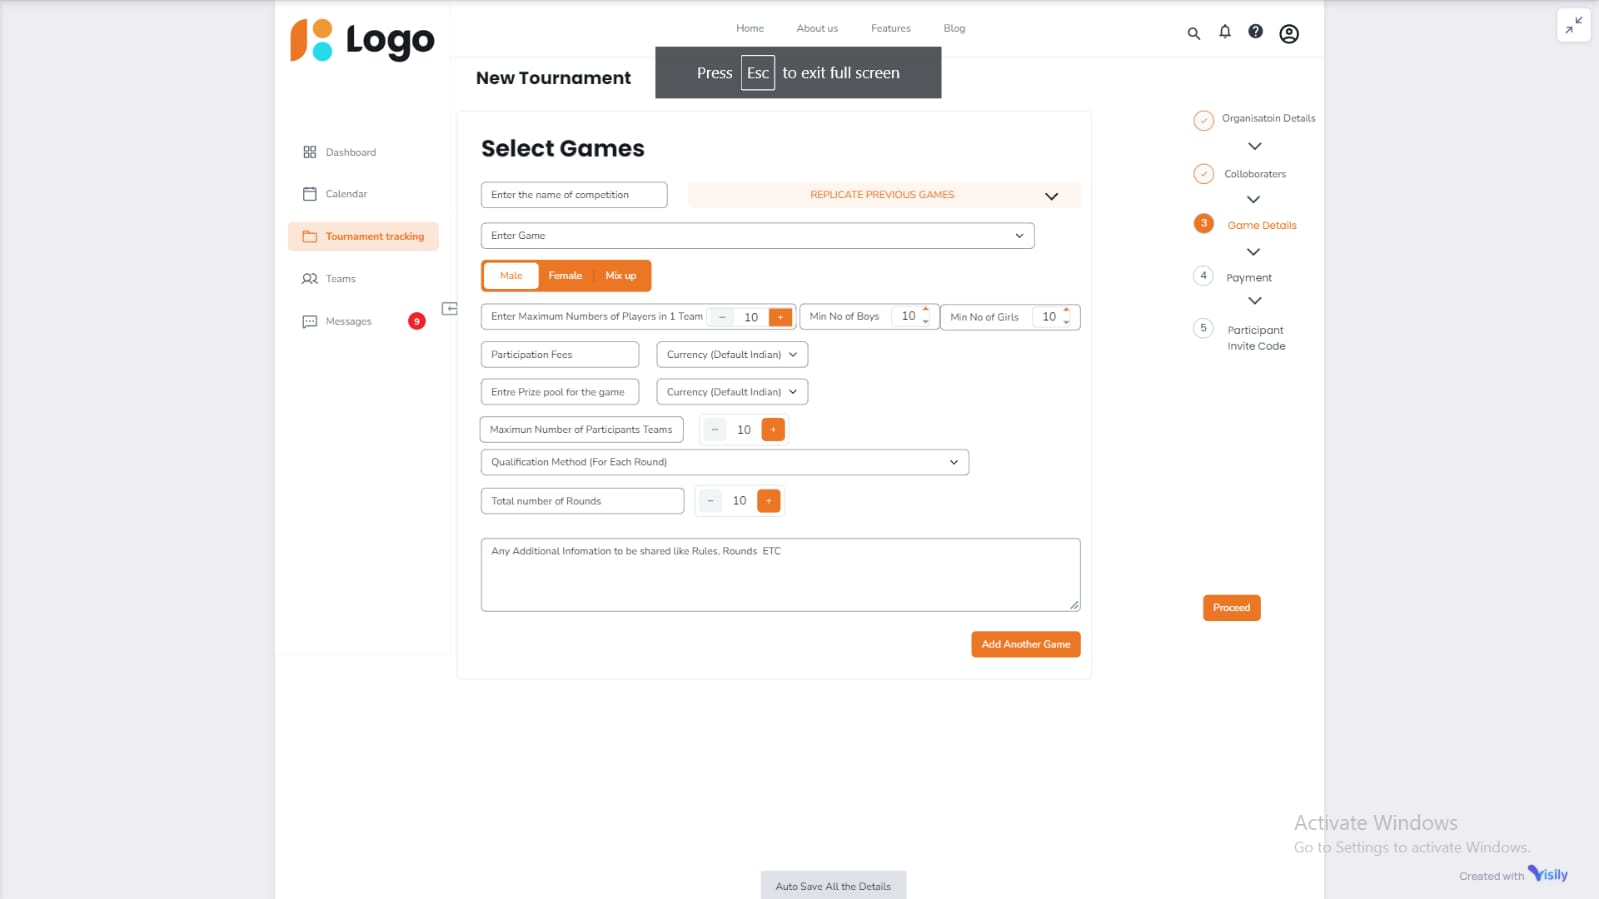 Logo
Home About us Features Blog
Press Esc to exit full screen
New Tournament
Dashboard
Calendar
Tournament tracking
Teams
Messages 9
Select Games
Enter the name of competition REPLICATE PREVIOUS GAMES
Enter Game
Male Female Mix up
Enter Maximum Numbers of Players in 1 Team − 10 + Min No of Boys 10 Min No of Girls 10
Participation Fees Currency (Default Indian)
Entre Prize pool for the game Currency (Default Indian)
Maximun Number of Participants Teams − 10 +
Qualification Method (For Each Round)
Total number of Rounds − 10 +
Any Additional Infomation to be shared like Rules, Rounds ETC
Add Another Game
Organisatoin Details
Colloboraters
3 Game Details
4 Payment
5 Participant
Invite Code
Proceed
Auto Save All the Details
Activate Windows
Go to Settings to activate Windows.
Created with Visily